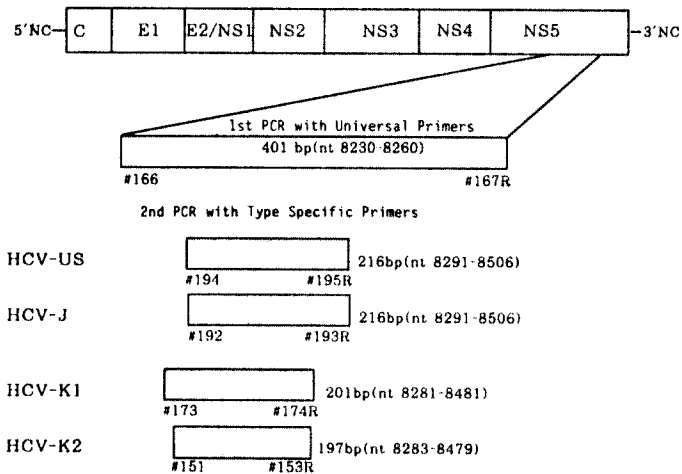 5'NC C E1 E2/NS1 NS2 NS3 NS4 NS5 3'NC
1st PCR with Universal Primers
401 bp(nt 8230-8260)
#166 #167R
2nd PCR with Type Specific Primers
HCV-US 216bp(nt 8291-8506)
#194 #195R
HCV-J 216bp(nt 8291-8506)
#192 #193R
HCV-K1 201bp(nt 8281-8481)
#173 #174R
HCV-K2 197bp(nt 8283-8479)
#151 #153R